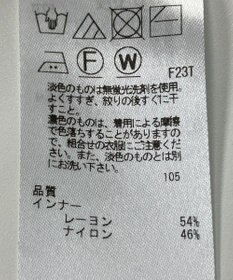 F W
F23T
淡色のものは無蛍光洗剤を使用。
よくすすぎ、絞りの後すぐに干
すこと。
濃色のものは、着用による摩擦
で色落ちすることがありますの
で、組合せの衣服にご注意くださ
い。また、淡色のものとは別
にお洗い下さい。
105
品質
インナー
レーヨン 54%
ナイロン 46%